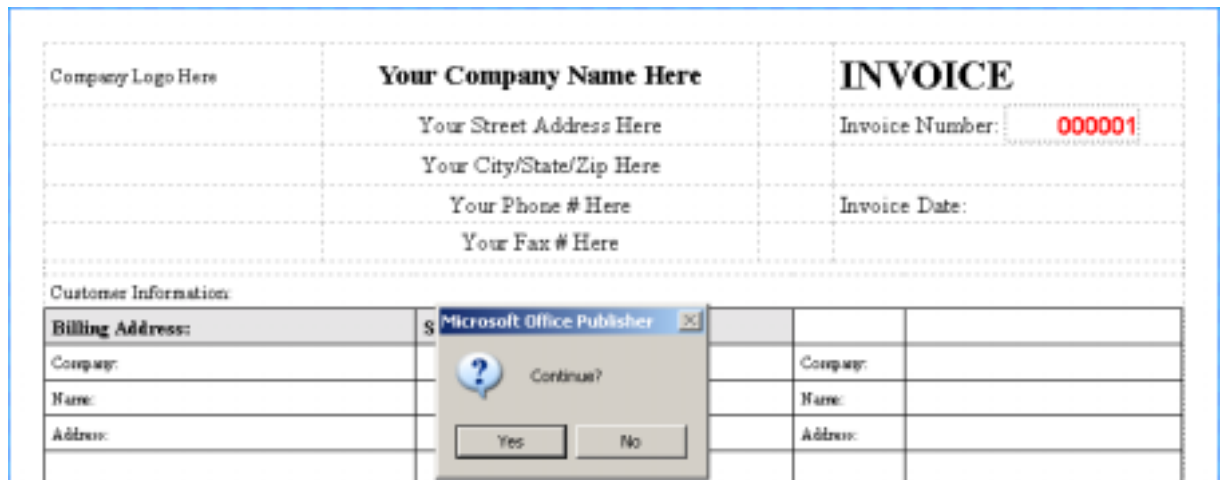 Company Logo Here Your Company Name Here INVOICE
Your Street Address Here Invoice Number: 000001
Your City/State/Zip Here
Your Phone # Here Invoice Date:
Your Fax # Here
Customer Information:
Billing Address: S
Microsoft Office Publisher
Company: Company:
Continue?
Name: Name:
Address: Address:
Yes No